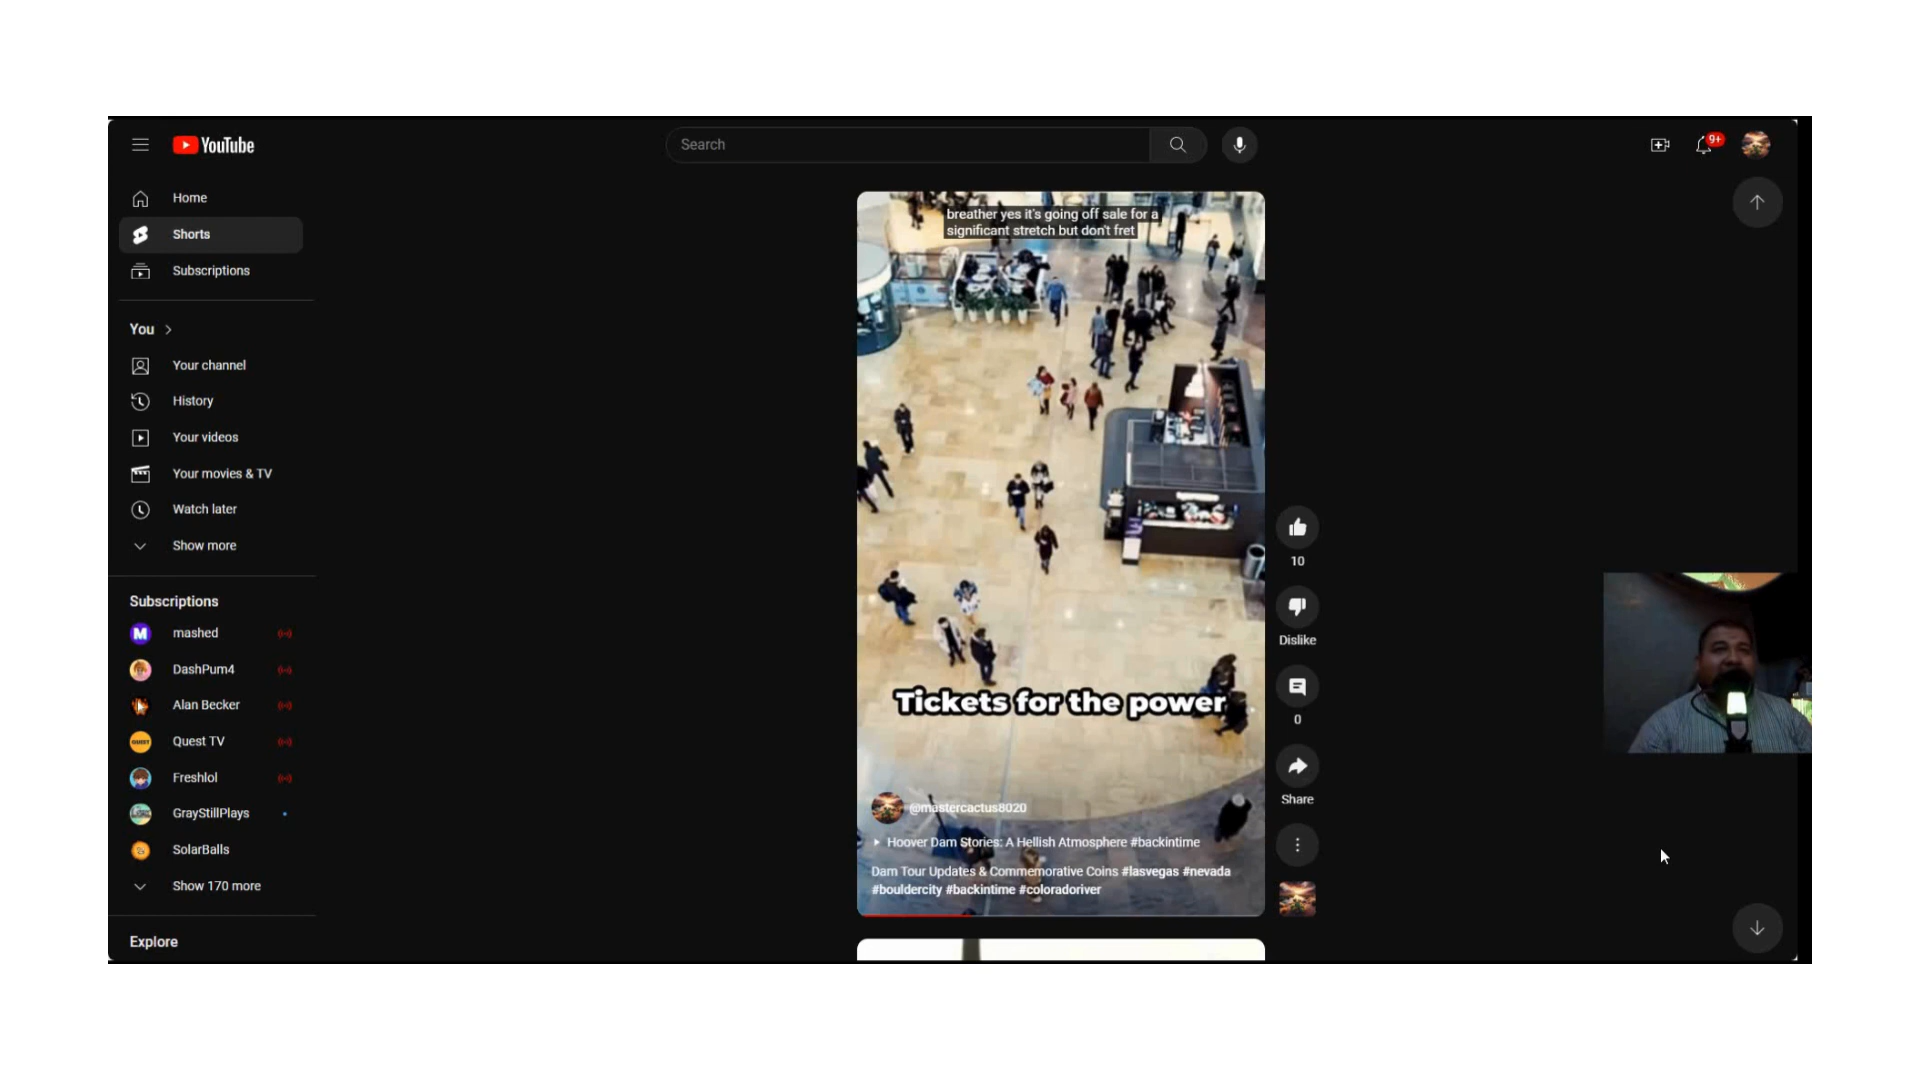 YouTube
Search
9+
Home
Shorts
Subscriptions
You
Your channel
History
Your videos
Your movies & TV
Watch later
Show more
Subscriptions
M mashed
DashPum4
Alan Becker
Quest TV
Freshlol
GrayStillPlays
SolarBalls
Show 170 more
Explore
breather yes it's going off sale for a
significant stretch but don't fret
Tickets for the power
@mastercactus8020
Hoover Dam Stories: A Hellish Atmosphere #backintime
Dam Tour Updates & Commemorative Coins #lasvegas #nevada
#bouldercity #backintime #coloradoriver
10
Dislike
0
Share